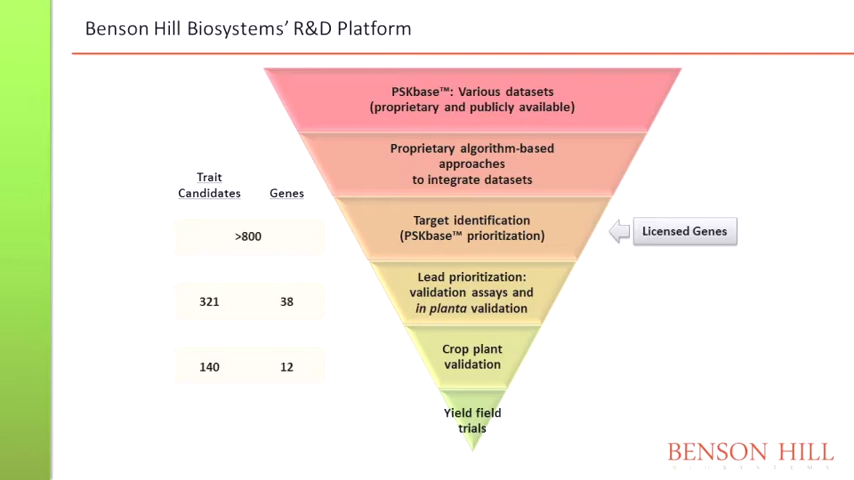 Benson Hill Biosystems' R&D Platform
PSKbase™: Various datasets
(proprietary and publicly available)
Proprietary algorithm-based
approaches
to integrate datasets
Trait
Candidates
Genes
Target identification
(PSKbase™ prioritization)
>800
Licensed Genes
Lead prioritization:
validation assays and
in planta validation
321
38
Crop plant
validation
140
12
Yield field
trials
BENSON HILL
BIOSYSTEMS